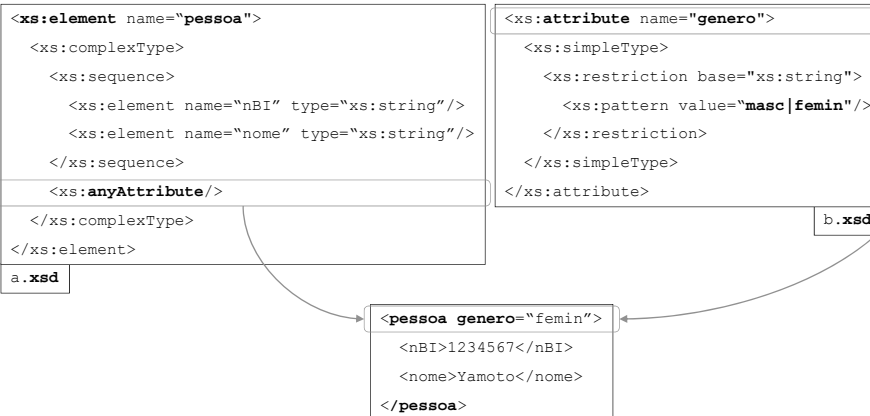 <xs:element name=“pessoa">
<xs:complexType>
<xs:sequence>
<xs:element name=“nBI” type=“xs:string”/>
<xs:element name=“nome” type=“xs:string”/>
</xs:sequence>
<xs:anyAttribute/>
</xs:complexType>
</xs:element>
a.xsd
<xs:attribute name="genero">
<xs:simpleType>
<xs:restriction base="xs:string">
<xs:pattern value=“masc|femin"/>
</xs:restriction>
</xs:simpleType>
</xs:attribute>
b.xsd
<pessoa genero=“femin”>
<nBI>1234567</nBI>
<nome>Yamoto</nome>
</pessoa>